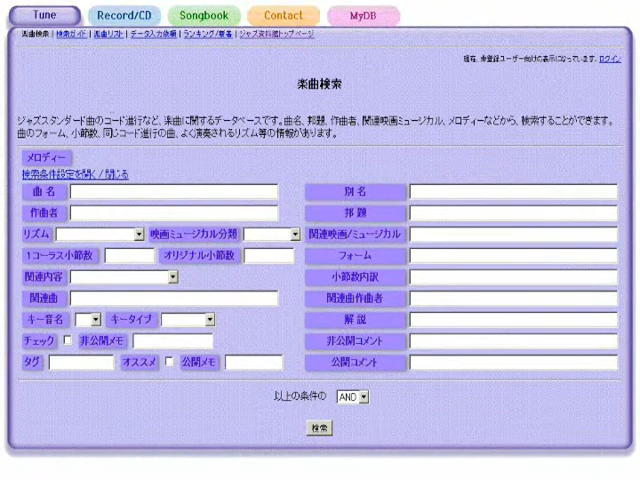 Tune Record/CD Songbook Contact MyDB
楽曲検索 | 検索ガイド | 楽曲リスト | データ入力依頼 | ランキング/新着 | ジャズ資料館トップページ
現在、未登録ユーザー向けの表示になっています。ログイン
楽曲検索
ジャズスタンダード曲のコード進行など、楽曲に関するデータベースです。曲名、邦題、作曲者、関連映画ミュージカル、メロディーなどから、検索することができます。
曲のフォーム、小節数、同じコード進行の曲、よく演奏されるリズム等の情報があります。
メロディー
検索条件設定を開く / 閉じる
曲 名 別 名
作曲者 邦 題
リズム 映画ミュージカル分類 関連映画/ミュージカル
1コーラス小節数 オリジナル小節数 フォーム
関連内容 小節数内訳
関連曲 関連曲作曲者
キー音名 キータイプ 解 説
チェック 非公開メモ 非公開コメント
タグ オススメ 公開メモ 公開コメント
以上の条件の AND
検索